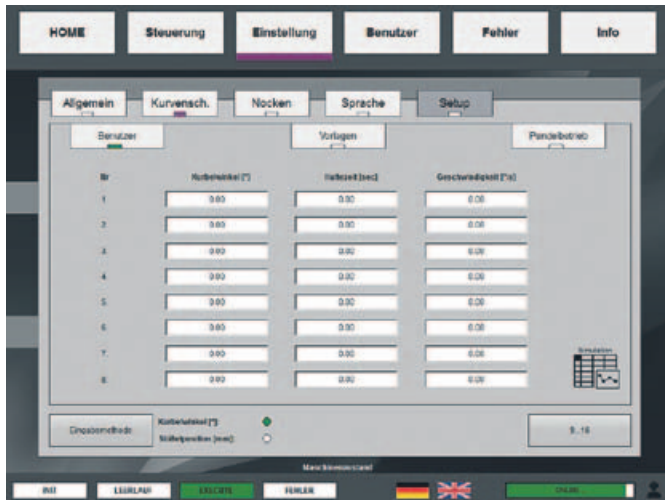 HOME Steuerung Einstellung Benutzer Fehler Info
Allgemein Kurvensch. Nocken Sprache Setup
Benutzer Vorlagen Pendelbetrieb
Nr Kurbelwinkel [°] Haltezeit [sec] Geschwindigkeit [°/s]
1 0.00 0.00 0.00
2 0.00 0.00 0.00
3 0.00 0.00 0.00
4 0.00 0.00 0.00
5 0.00 0.00 0.00
6 0.00 0.00 0.00
7 0.00 0.00 0.00
8 0.00 0.00 0.00
Simulation
Eingabemethode Kurbelwinkel [°] 9..16
Stößelposition [mm]
Maschinenzustand
INIT LEERLAUF EXECUTE FEHLER